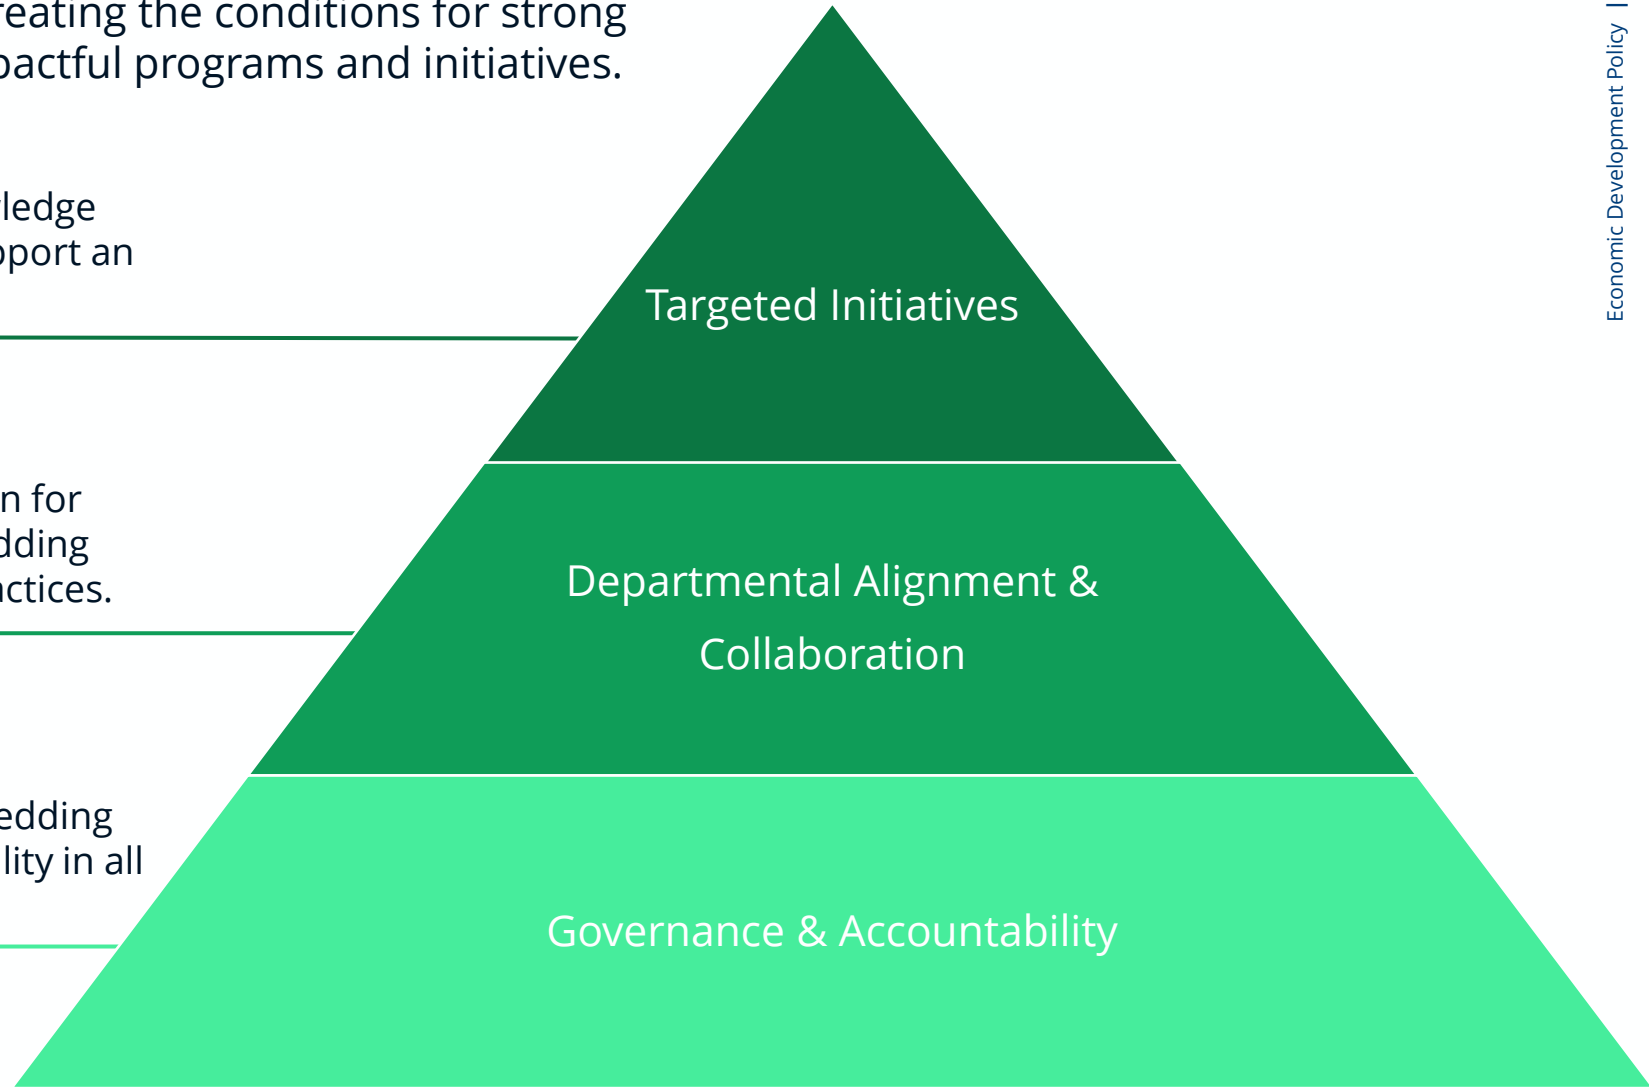 reating the conditions for strong
pactful programs and initiatives.
ledge
pport an
Targeted Initiatives
n for
dding
actices.
Departmental Alignment &
Collaboration
edding
lity in all
Governance & Accountability
Economic Development Policy |